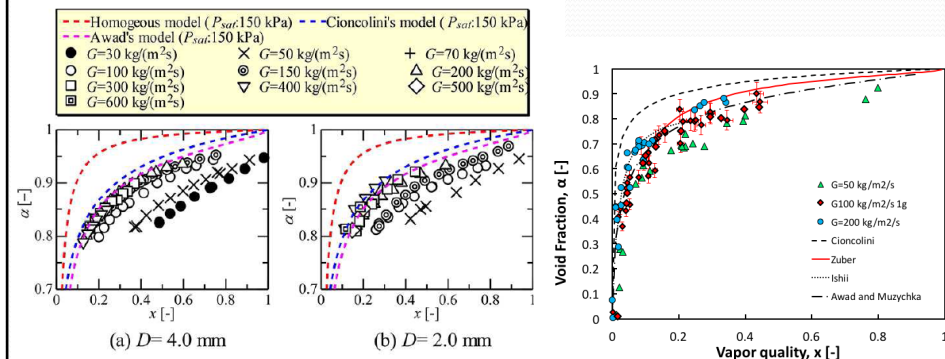 Homogeous model (Psat:150 kPa) Cioncolini's model (Psat:150 kPa)
Awad's model (Psat:150 kPa)
G=30 kg/(m²s) G=50 kg/(m²s) G=70 kg/(m²s)
G=100 kg/(m²s) G=150 kg/(m²s) G=200 kg/(m²s)
G=300 kg/(m²s) G=400 kg/(m²s) G=500 kg/(m²s)
G=600 kg/(m²s)
1
0.9
0.8
0.7
α [−]
0 0.2 0.4 0.6 0.8 1
x [-]
(a) D= 4.0 mm
1
0.9
0.8
0.7
α [−]
0 0.2 0.4 0.6 0.8 1
x [-]
(b) D= 2.0 mm
Void Fraction, α [-]
1
0.9
0.8
0.7
0.6
0.5
0.4
0.3
0.2
0.1
0
G=50 kg/m2/s
G100 kg/m2/s 1g
G=200 kg/m2/s
Cioncolini
Zuber
Ishii
Awad and Muzychka
0 0.2 0.4 0.6 0.8 1
Vapor quality, x [-]